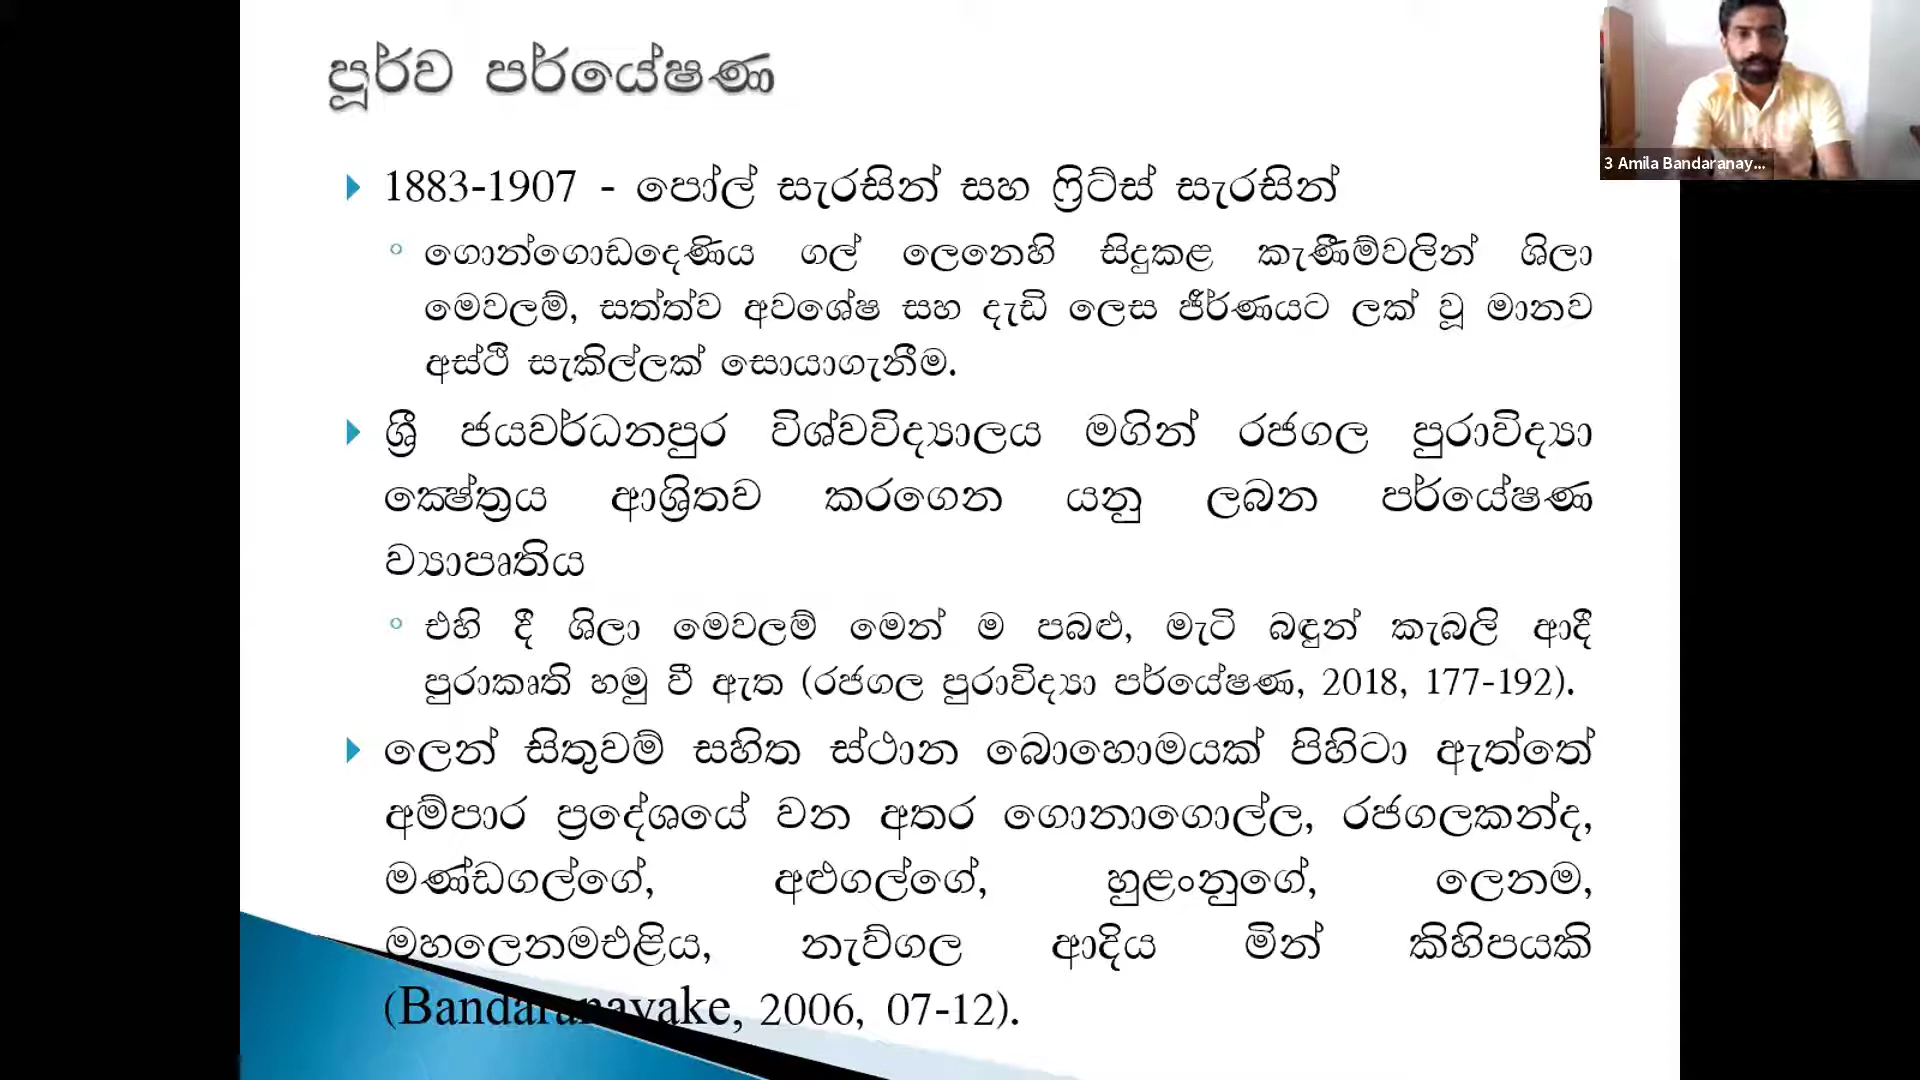 පූර්ව පර්යේෂණ
3 Amila Bandaranay...
1883-1907 - පෝල් සැරසින් සහ ෆ්‍රිට්ස් සැරසින්
ගොන්ගොඩදෙණිය ගල් ලෙනෙහි සිදුකළ කැණීම්වලින් ශිලා
මෙවලම්, සත්ත්ව අවශේෂ සහ දැඩි ලෙස ජීර්ණයට ලක් වූ මානව
අස්ථි සැකිල්ලක් සොයාගැනීම.
ශ්‍රී ජයවර්ධනපුර විශ්වවිද්‍යාලය මගින් රජගල පුරාවිද්‍යා
ක්‍ෂේත්‍රය ආශ්‍රිතව කරගෙන යනු ලබන පර්යේෂණ
ව්‍යාපෘතිය
එහි දී ශිලා මෙවලම් මෙන් ම පබළු, මැටි බඳුන් කැබලි ආදී
පුරාකෘති හමු වී ඇත (රජගල පුරාවිද්‍යා පර්යේෂණ, 2018, 177-192).
ලෙන් සිතුවම් සහිත ස්ථාන බොහොමයක් පිහිටා ඇත්තේ
අම්පාර ප්‍රදේශයේ වන අතර ගොනාගොල්ල, රජගලකන්ද,
මණ්ඩගල්ගේ, අළුගල්ගේ, හුළංනුගේ, ලෙනම,
මහලෙනමඑළිය, නැව්ගල ආදිය මින් කිහිපයකි
(Bandaranayake, 2006, 07-12).